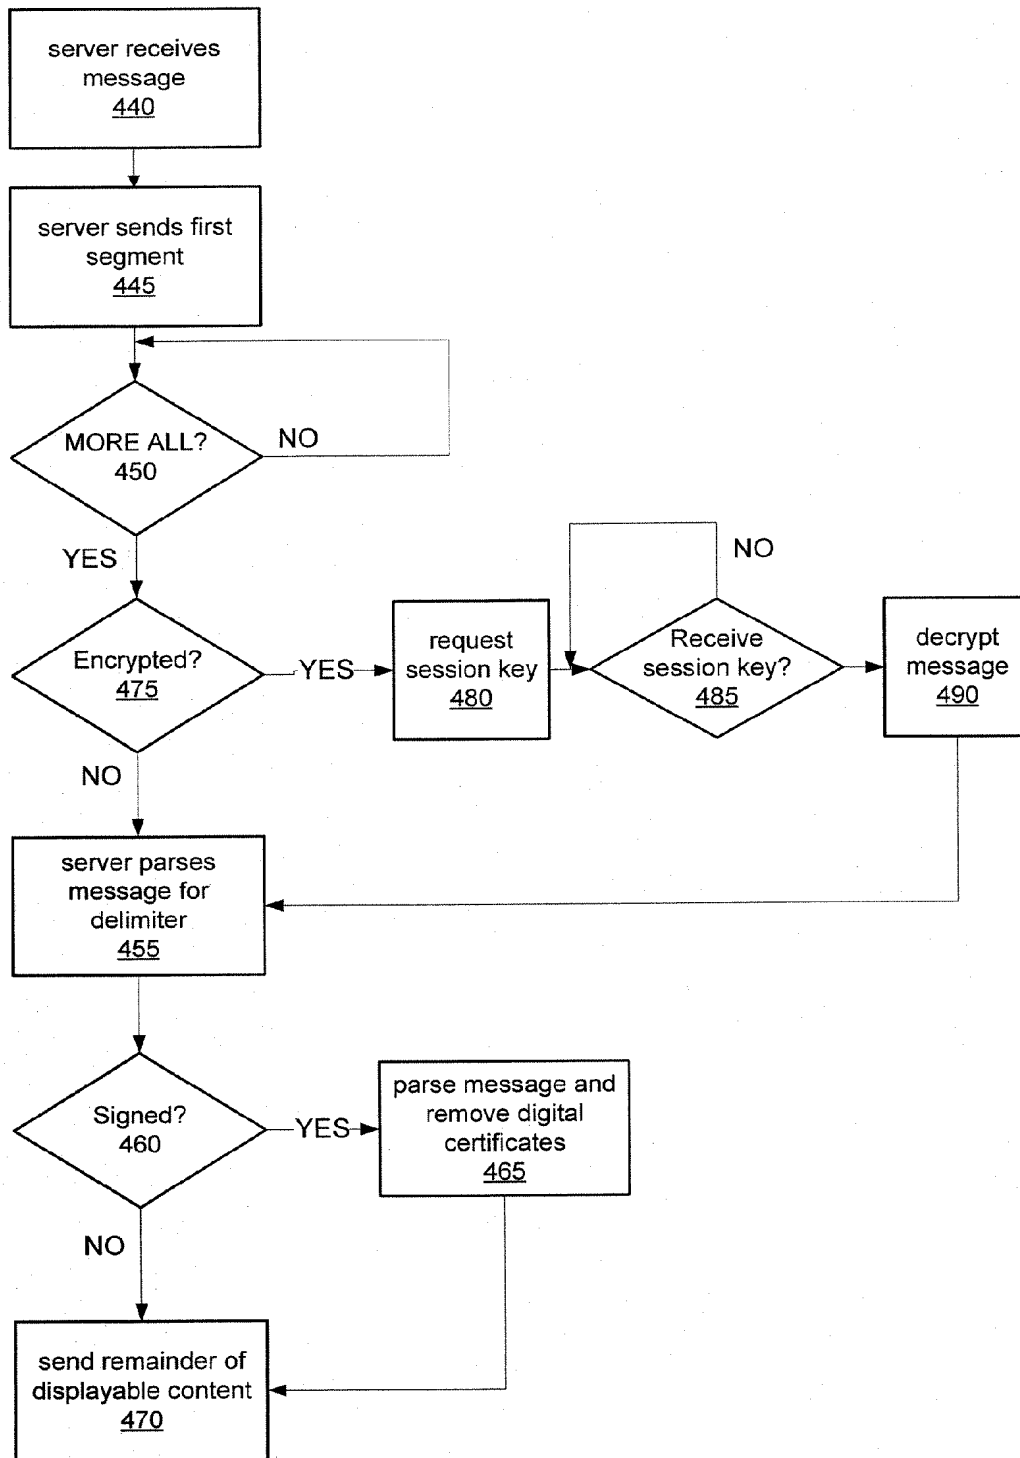 server receives
message
440
server sends first
segment
445
MORE ALL?
450
NO
YES
Encrypted?
475
YES
request
session key
480
NO
Receive
session key?
485
decrypt
message
490
NO
server parses
message for
delimiter
455
Signed?
460
YES
parse message and
remove digital
certificates
465
NO
send remainder of
displayable content
470